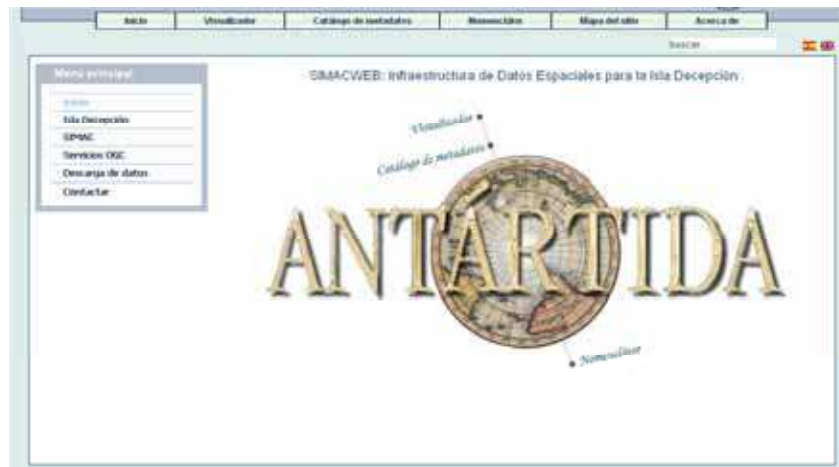 Inicio Visualizador Catálogo de metadatos Nomenclátor Mapa del sitio Acerca de
buscar...
Menú principal
SIMACWEB: Infraestructura de Datos Espaciales para la Isla Decepción
Inicio
Isla Decepción
SIMAC
Servicios OGC
Descarga de datos
Contactar
Visualizador
Catálogo de metadatos
ANTÁRTIDA
Nomenclátor